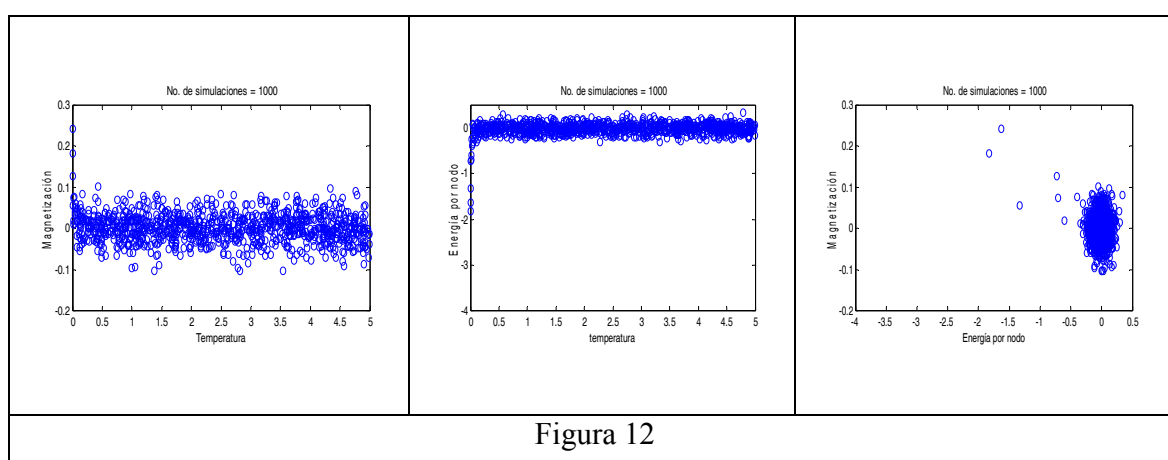 No. de simulaciones = 1000
0.3
0.2
0.1
0
-0.1
-0.2
Magnetización
0 0.5 1 1.5 2 2.5 3 3.5 4 4.5 5
Temperatura
No. de simulaciones = 1000
0
-1
-2
-3
-4
Energía por nodo
0 0.5 1 1.5 2 2.5 3 3.5 4 4.5 5
temperatura
No. de simulaciones = 1000
0.3
0.2
0.1
0
-0.1
-0.2
Magnetización
-4 -3.5 -3 -2.5 -2 -1.5 -1 -0.5 0 0.5
Energía por nodo
Figura 12